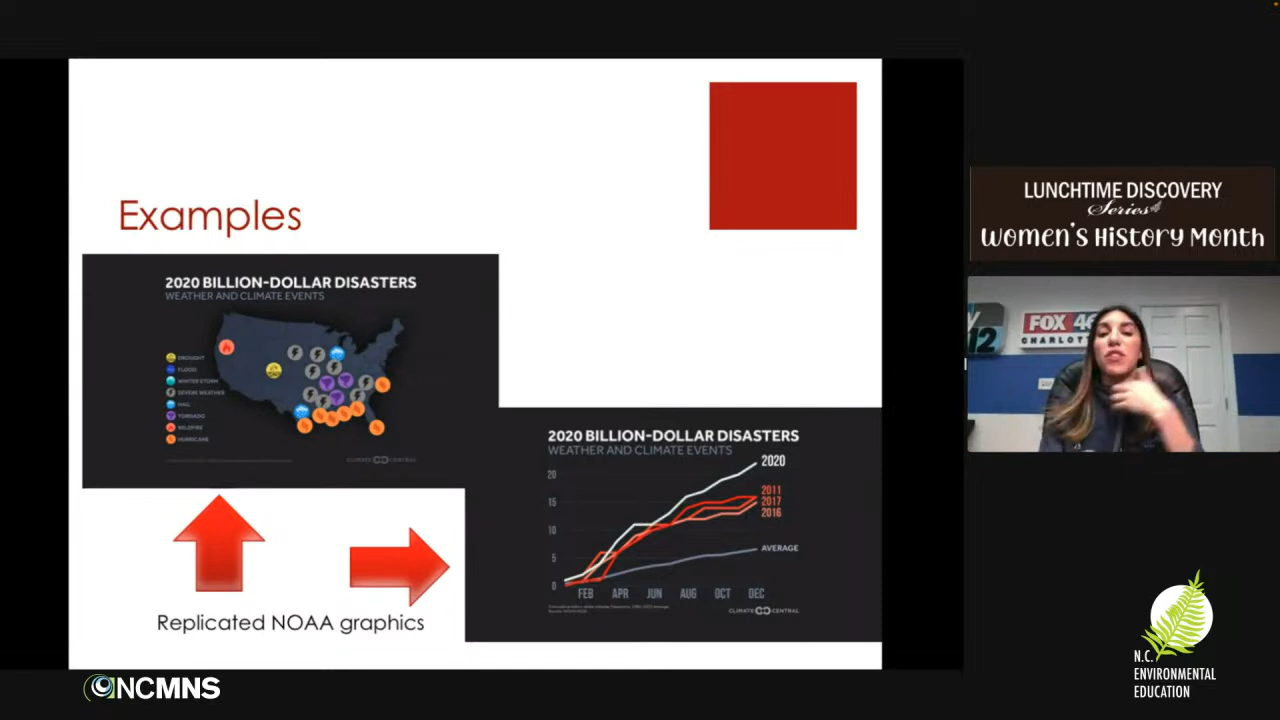 Examples
2020 BILLION-DOLLAR DISASTERS
WEATHER AND CLIMATE EVENTS
DROUGHT
FLOOD
WINTER STORM
SEVERE WEATHER
HAIL
TORNADO
WILDFIRE
HURRICANE
CLIMATE CENTRAL
2020 BILLION-DOLLAR DISASTERS
WEATHER AND CLIMATE EVENTS
20
15
10
5
0
2020
2011
2017
2016
AVERAGE
FEB APR JUN AUG OCT DEC
CLIMATE CENTRAL
Replicated NOAA graphics
LUNCHTIME DISCOVERY
Series
Women's History Month
12
FOX 46
CHARLOTTE
NCMNS
N.C.
ENVIRONMENTAL
EDUCATION